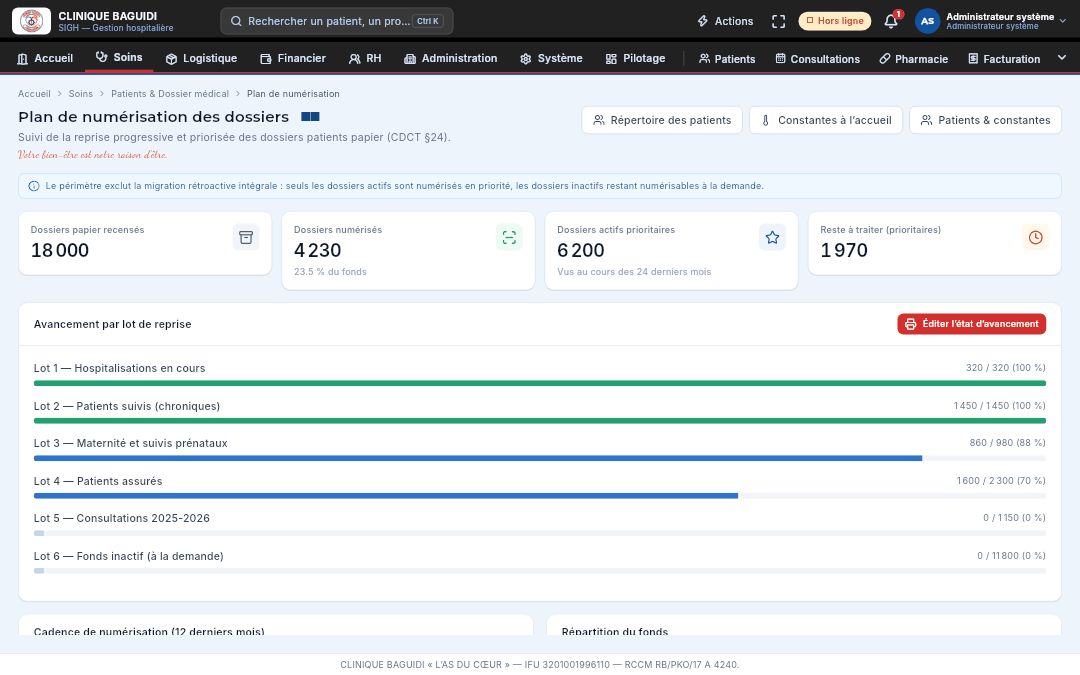 CLINIQUE BAGUIDI
SIGH — Gestion hospitalière
Rechercher un patient, un pro... Ctrl K
Actions
Hors ligne
1
AS
Administrateur système
Administrateur système
Accueil Soins Logistique Financier RH Administration Système Pilotage Patients Consultations Pharmacie Facturation
Accueil > Soins > Patients & Dossier médical > Plan de numérisation
Plan de numérisation des dossiers
Suivi de la reprise progressive et priorisée des dossiers patients papier (CDCT §24).
Votre bien-être est notre raison d'être.
Répertoire des patients
Constantes à l'accueil
Patients & constantes
Le périmètre exclut la migration rétroactive intégrale : seuls les dossiers actifs sont numérisés en priorité, les dossiers inactifs restant numérisables à la demande.
Dossiers papier recensés
18 000
Dossiers numérisés
4 230
23.5 % du fonds
Dossiers actifs prioritaires
6 200
Vus au cours des 24 derniers mois
Reste à traiter (prioritaires)
1 970
Avancement par lot de reprise
Éditer l'état d'avancement
Lot 1 — Hospitalisations en cours 320 / 320 (100 %)
Lot 2 — Patients suivis (chroniques) 1 450 / 1 450 (100 %)
Lot 3 — Maternité et suivis prénataux 860 / 980 (88 %)
Lot 4 — Patients assurés 1 600 / 2 300 (70 %)
Lot 5 — Consultations 2025-2026 0 / 1 150 (0 %)
Lot 6 — Fonds inactif (à la demande) 0 / 11 800 (0 %)
Cadence de numérisation (12 derniers mois)
Répartition du fonds
CLINIQUE BAGUIDI « L'AS DU CŒUR » — IFU 3201001996110 — RCCM RB/PKO/17 A 4240.